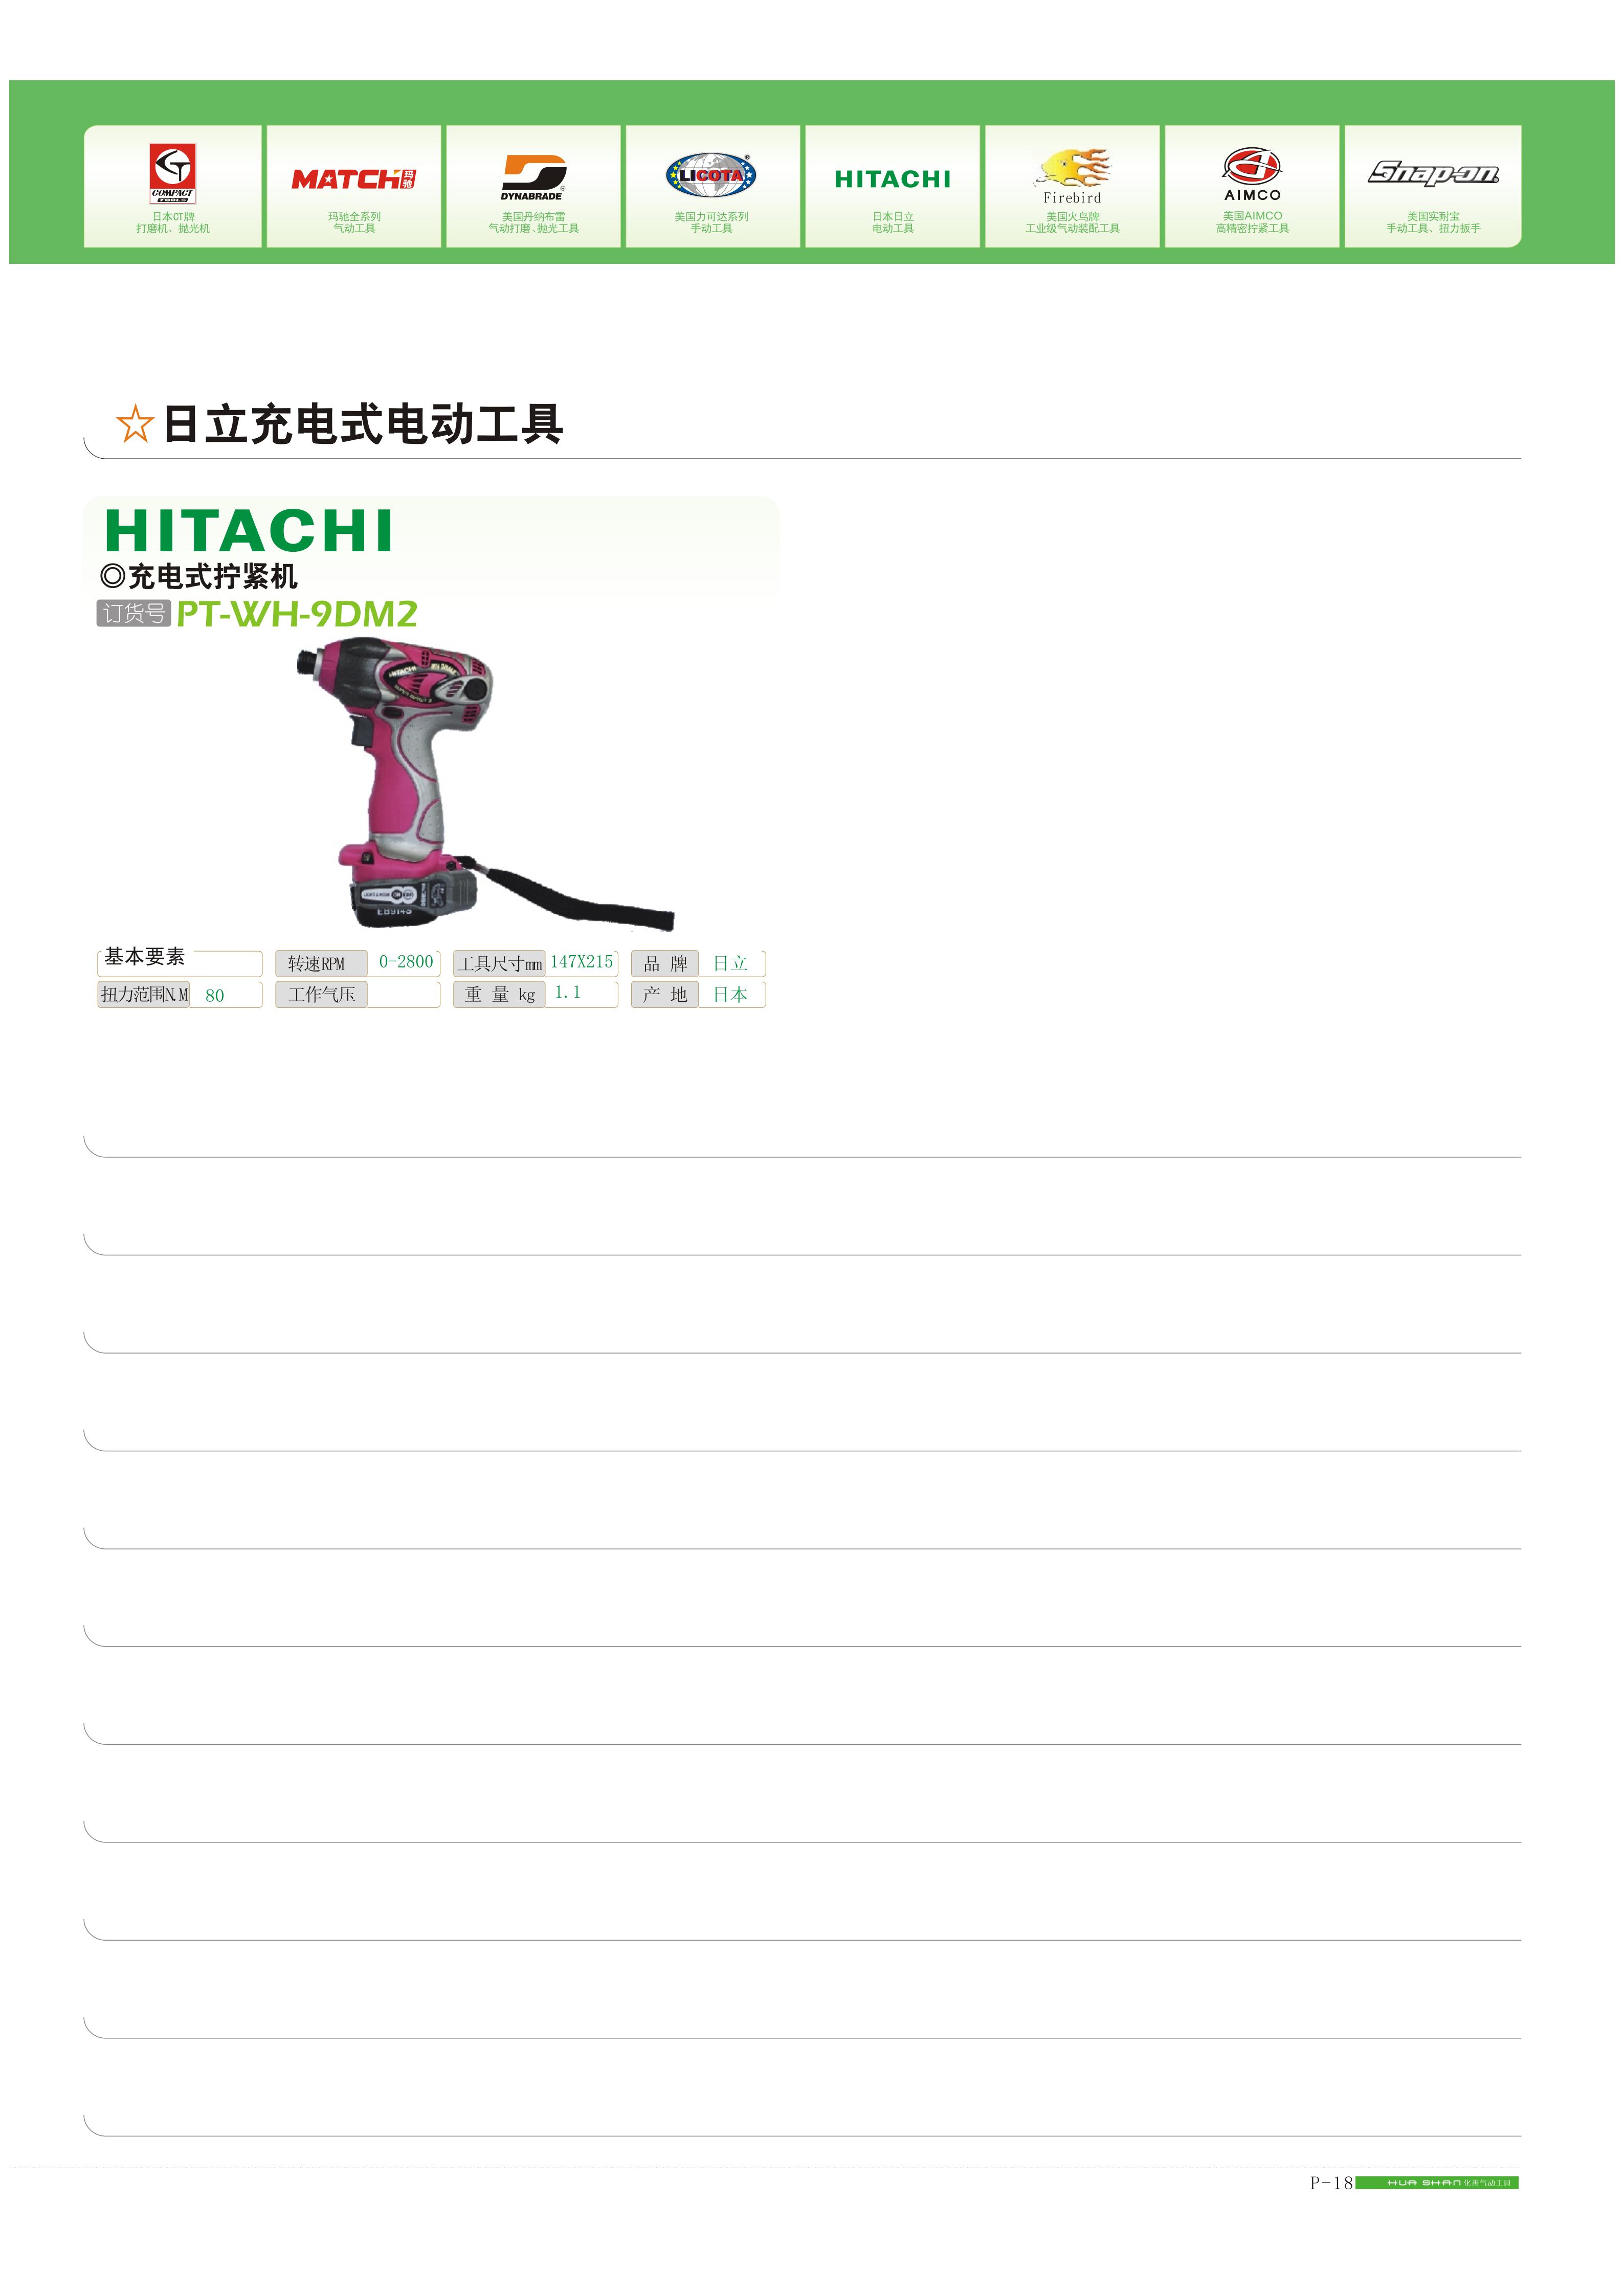 COMPACT
TOOLS
日本CT牌
打磨机、抛光机
MATCH 玛驰
玛驰全系列
气动工具
DYNABRADE
美国丹纳布雷
气动打磨、抛光工具
LICOTA
美国力可达系列
手动工具
HITACHI
日本日立
电动工具
Firebird
美国火鸟牌
工业级气动装配工具
AIMCO
美国AIMCO
高精密拧紧工具
Snap-on
美国实耐宝
手动工具、扭力扳手
☆日立充电式电动工具
HITACHI
◎充电式拧紧机
订货号 PT-WH-9DM2
HITACHI
EB914S
基本要素 转速RPM 0-2800 工具尺寸mm 147X215 品 牌 日立
扭力范围N.M 80 工作气压 重 量 kg 1.1 产 地 日本
P-18 HUA SHAN 化善气动工具